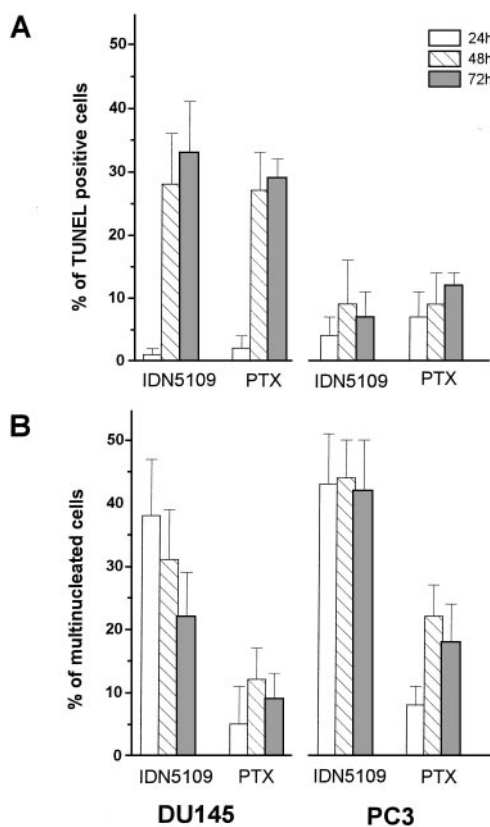 A
24h
48h
72h
% of TUNEL positive cells
50
40
30
20
10
0
IDN5109 PTX IDN5109 PTX
B
% of multinucleated cells
50
40
30
20
10
0
IDN5109 PTX IDN5109 PTX
DU145 PC3